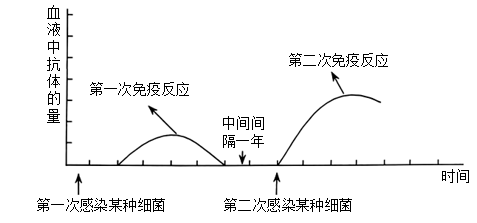 血液中抗体的量
第一次免疫反应
第二次免疫反应
中间间
隔一年
时间
第一次感染某种细菌
第二次感染某种细菌